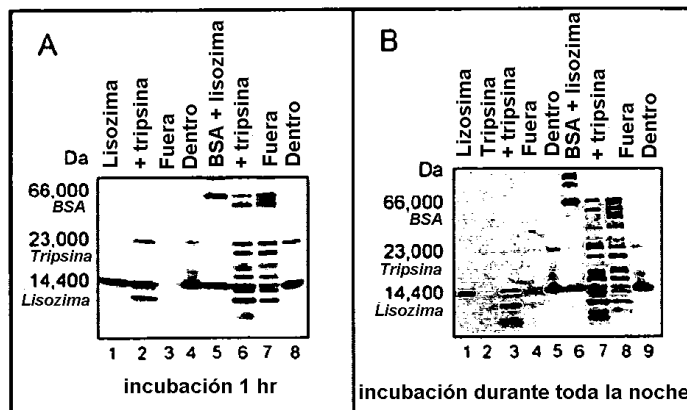 A
Lisozima
+ tripsina
Fuera
Dentro
BSA + lisozima
+ tripsina
Fuera
Dentro
Da
66,000
BSA
23,000
Tripsina
14,400
Lisozima
1 2 3 4 5 6 7 8
incubación 1 hr
B
Lizosima
Tripsina
+ tripsina
Fuera
Dentro
BSA + lisozima
+ tripsina
Fuera
Dentro
Da
66,000
BSA
23,000
Tripsina
14,400
Lisozima
1 2 3 4 5 6 7 8 9
incubación durante toda la noche